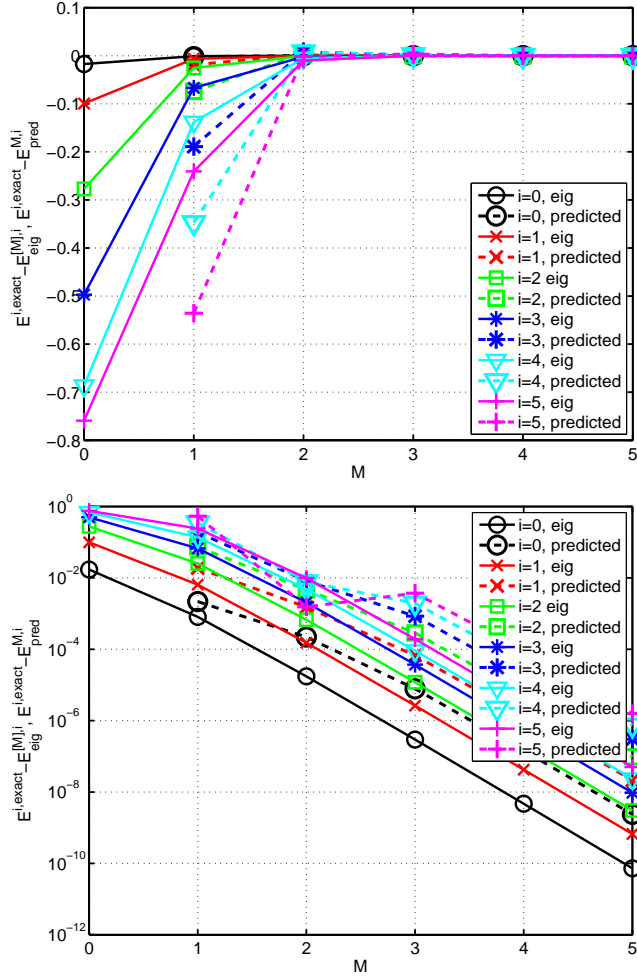 0.1
0
-0.1
-0.2
-0.3
-0.4
-0.5
-0.6
-0.7
-0.8
E^{i,exact}-E_{eig}^{[M],i}, E^{i,exact}-E_{pred}^{M,i}
i=0, eig
i=0, predicted
i=1, eig
i=1, predicted
i=2 eig
i=2, predicted
i=3, eig
i=3, predicted
i=4, eig
i=4, predicted
i=5, eig
i=5, predicted
0 1 2 3 4 5
M
10^0
10^{-2}
10^{-4}
10^{-6}
10^{-8}
10^{-10}
10^{-12}
E^{i,exact}-E_{eig}^{[M],i}, E^{i,exact}-E_{pred}^{M,i}
i=0, eig
i=0, predicted
i=1, eig
i=1, predicted
i=2 eig
i=2, predicted
i=3, eig
i=3, predicted
i=4, eig
i=4, predicted
i=5, eig
i=5, predicted
0 1 2 3 4 5
M